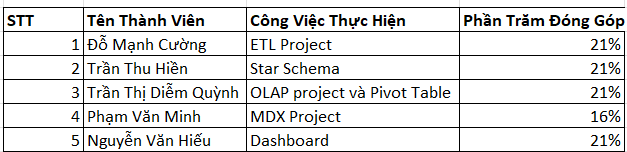 STT Tên Thành Viên Công Việc Thực Hiện Phần Trăm Đóng Góp
1 Đỗ Mạnh Cường ETL Project 21%
2 Trần Thu Hiền Star Schema 21%
3 Trần Thị Diễm Quỳnh OLAP project và Pivot Table 21%
4 Phạm Văn Minh MDX Project 16%
5 Nguyễn Văn Hiếu Dashboard 21%